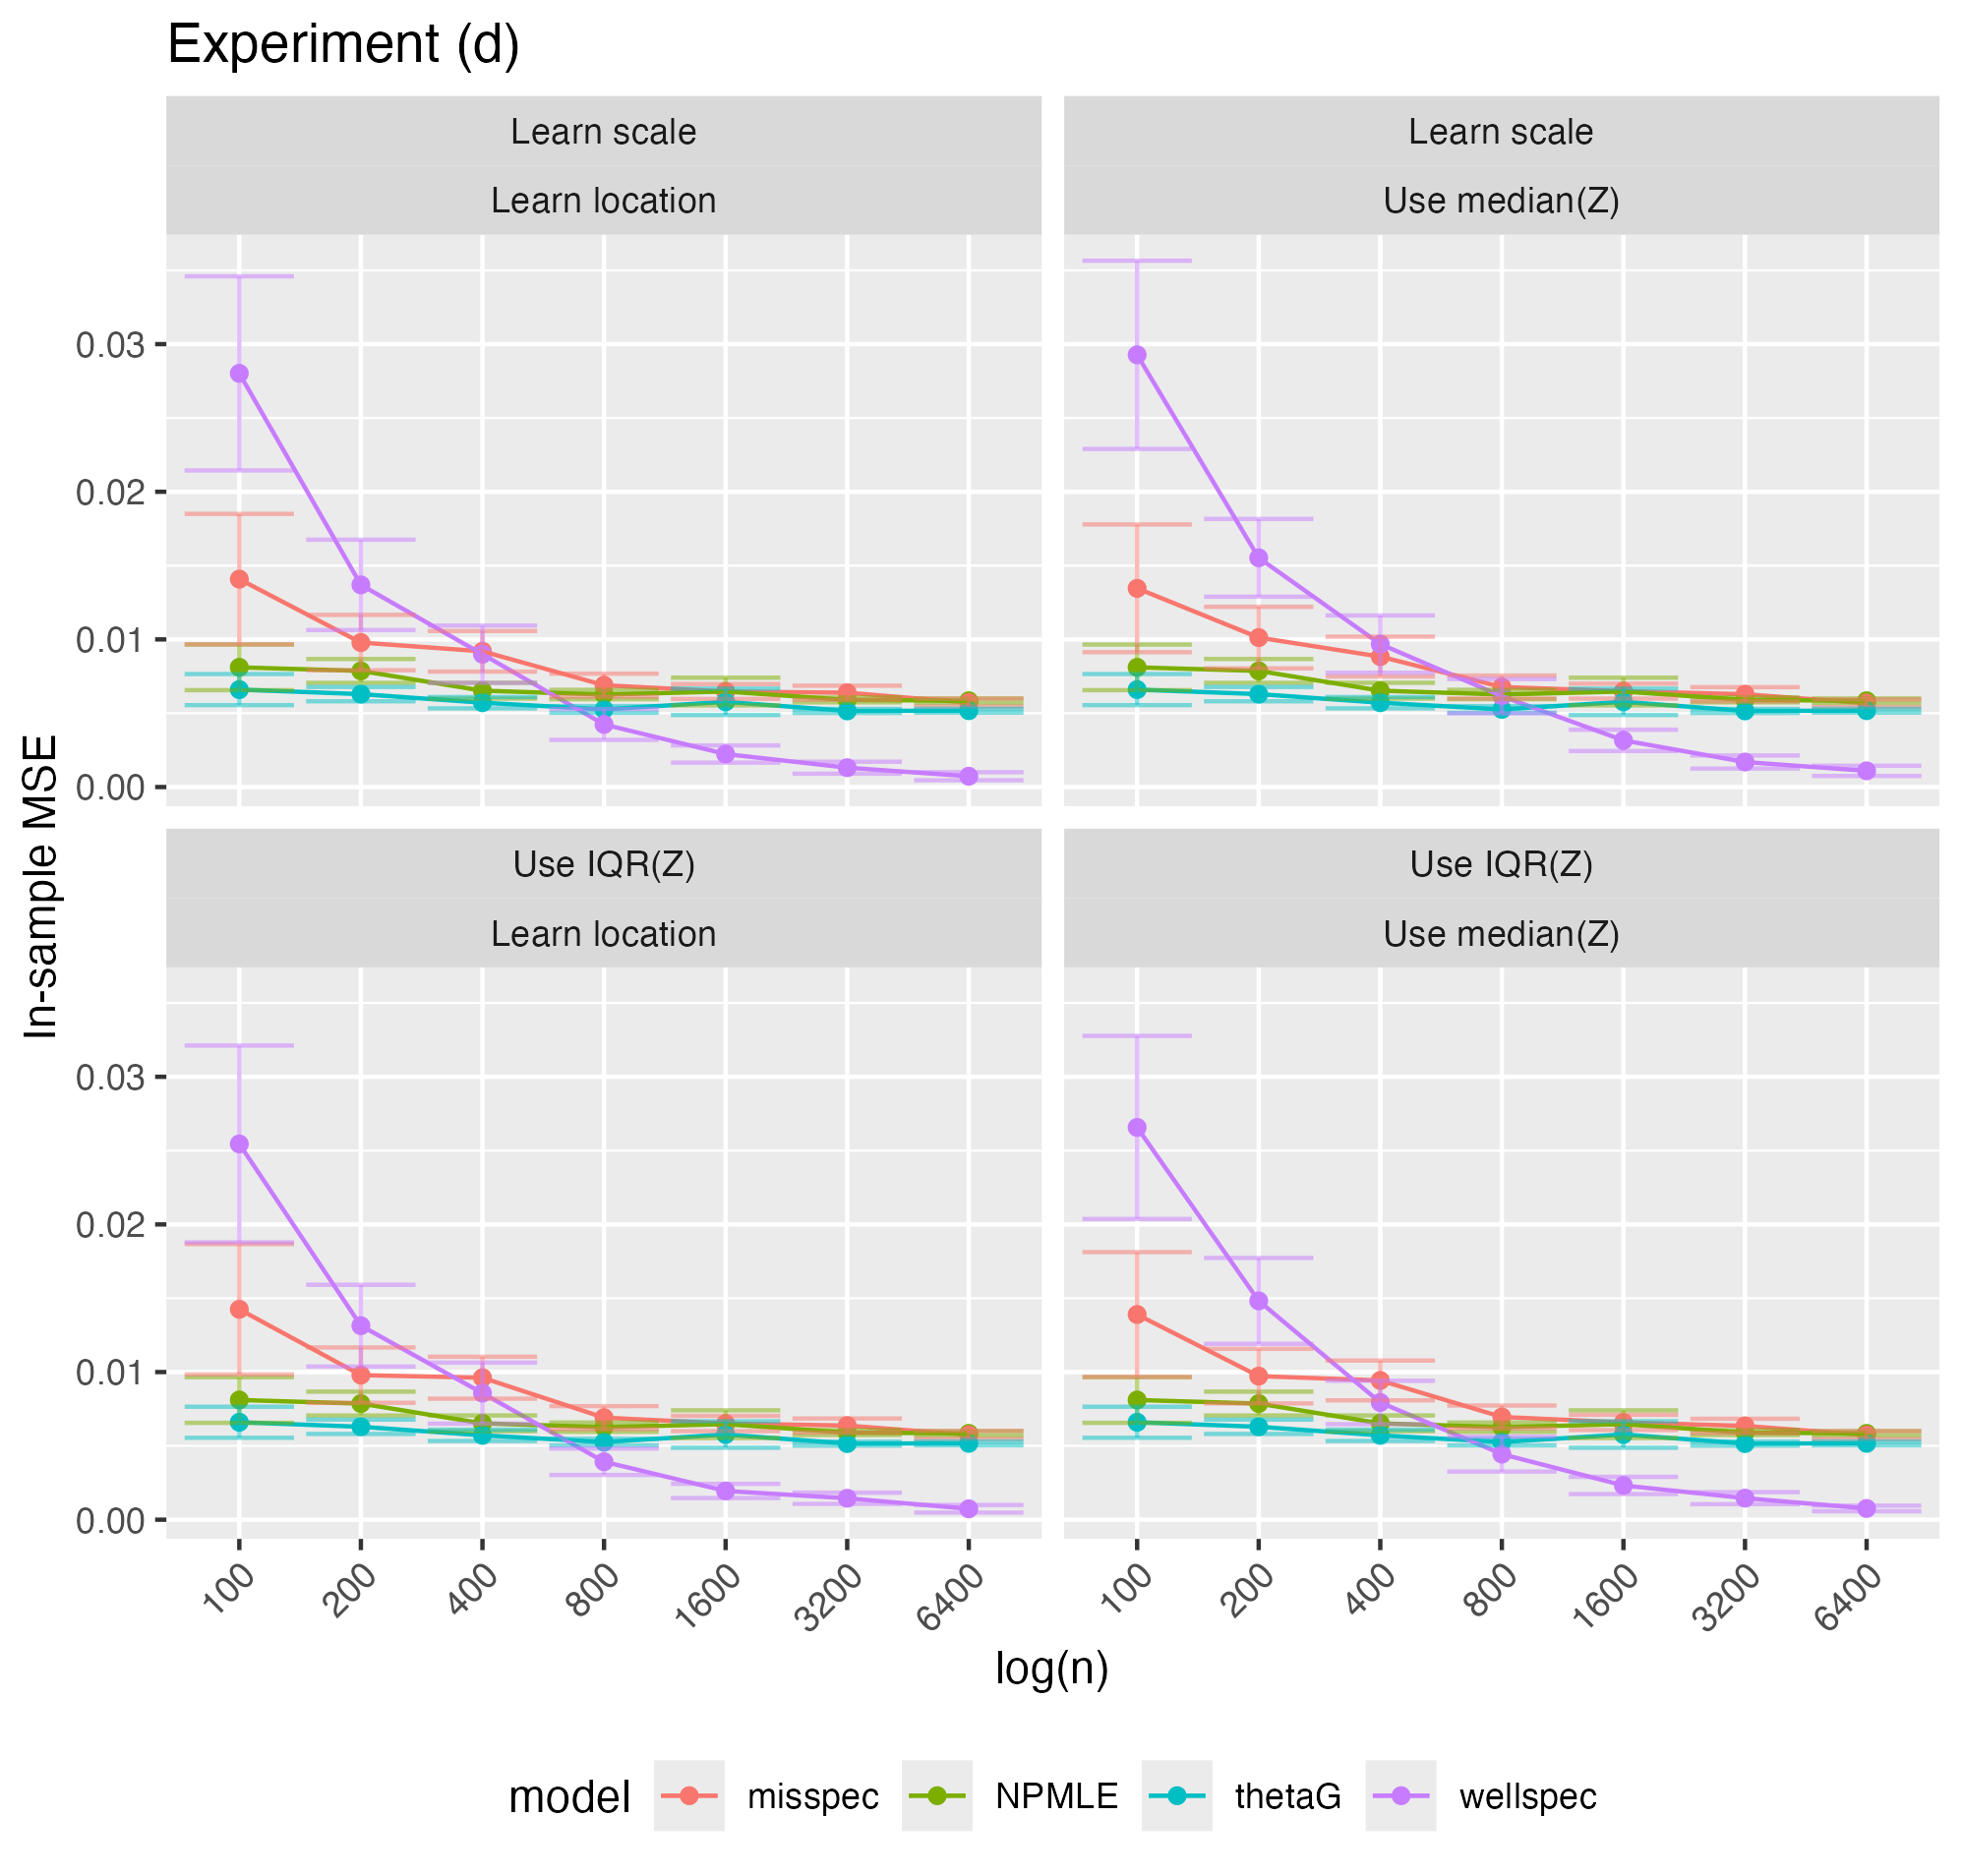 Experiment (d)
Learn scale
Learn scale
Learn location
Use median(Z)
0.03
0.02
0.01
0.00
In-sample MSE
Use IQR(Z)
Use IQR(Z)
Learn location
Use median(Z)
0.03
0.02
0.01
0.00
100 200 400 800 1600 3200 6400
100 200 400 800 1600 3200 6400
log(n)
model misspec NPMLE thetaG wellspec